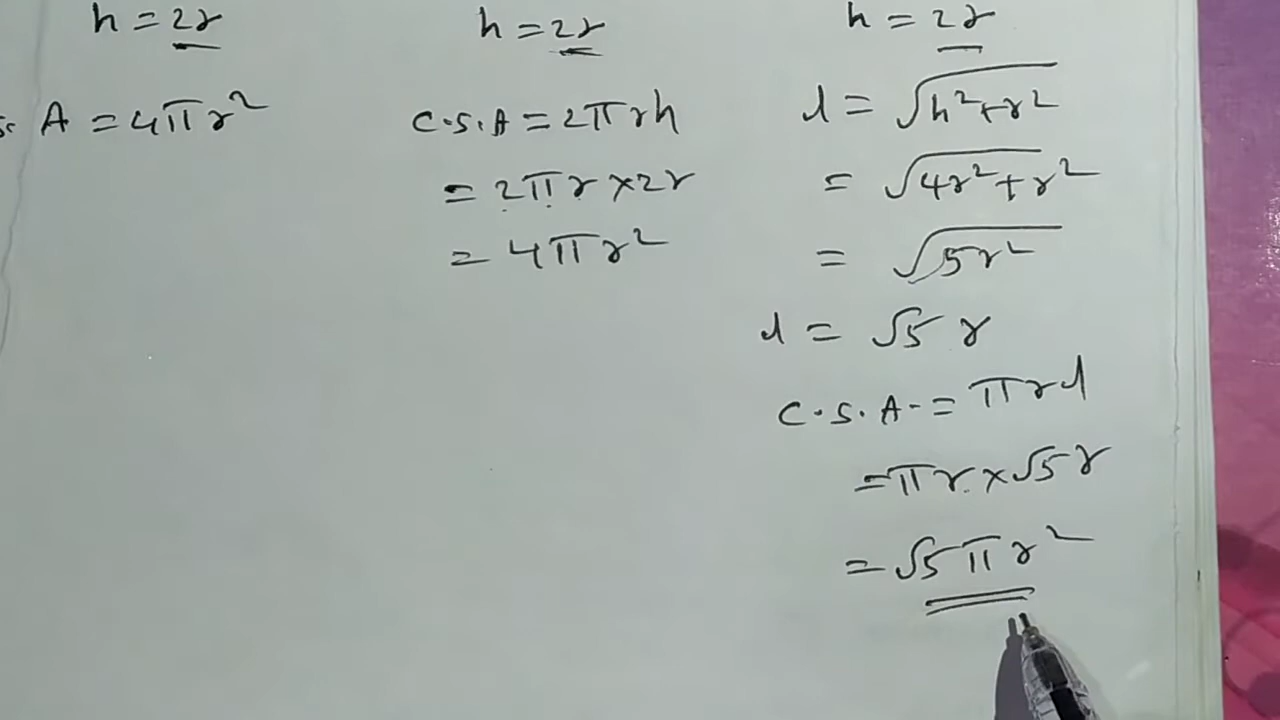 h = 2r
S. A = 4πr²
h = 2r
C.S.A = 2πrh
= 2πr × 2r
= 4πr²
h = 2r
l = √h² + r²
= √4r² + r²
= √5r²
l = √5 r
C.S.A. = πrl
= πr × √5 r
= √5 πr²